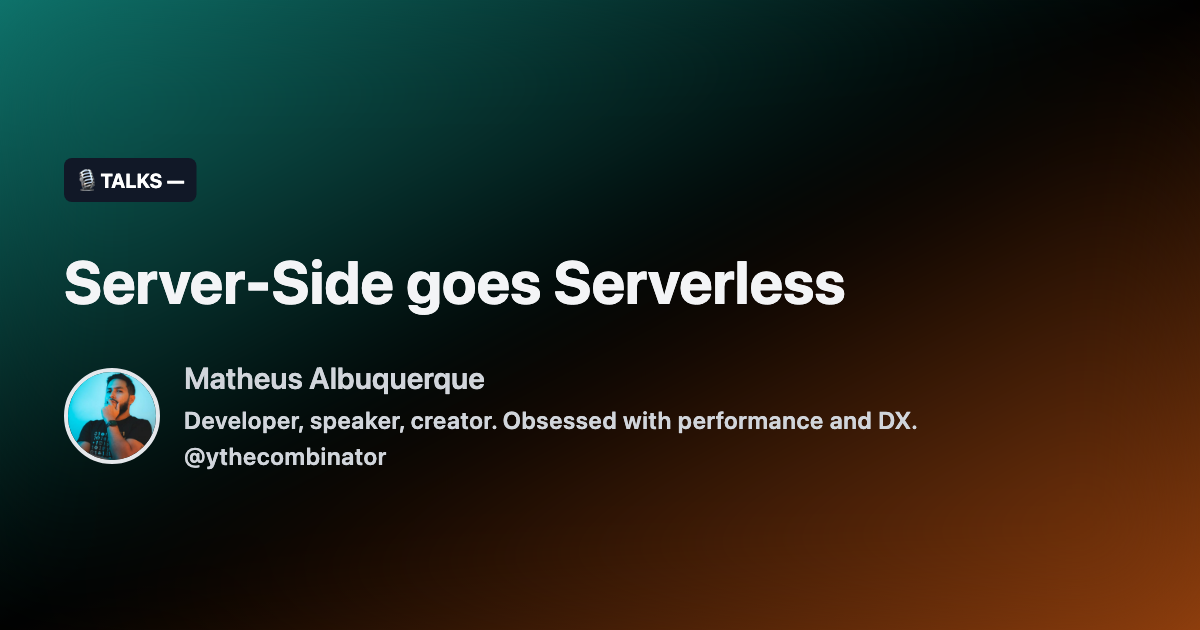 🎙 TALKS —
Server-Side goes Serverless
Matheus Albuquerque
Developer, speaker, creator. Obsessed with performance and DX.
@ythecombinator